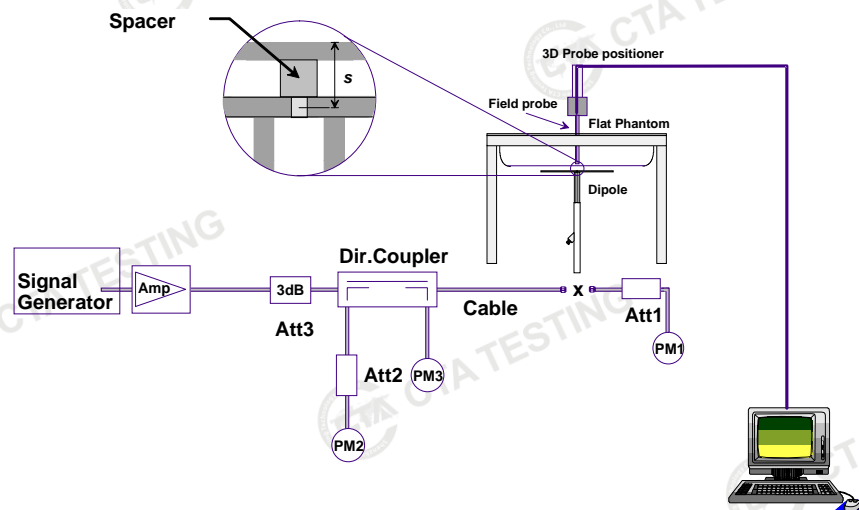 Spacer
s
3D Probe positioner
Field probe
Flat Phantom
Dipole
Signal
Generator
Amp
3dB
Att3
Dir.Coupler
Cable
x
Att1
PM1
Att2
PM3
PM2
CTA TESTING
CTA TESTING
CTA TESTING